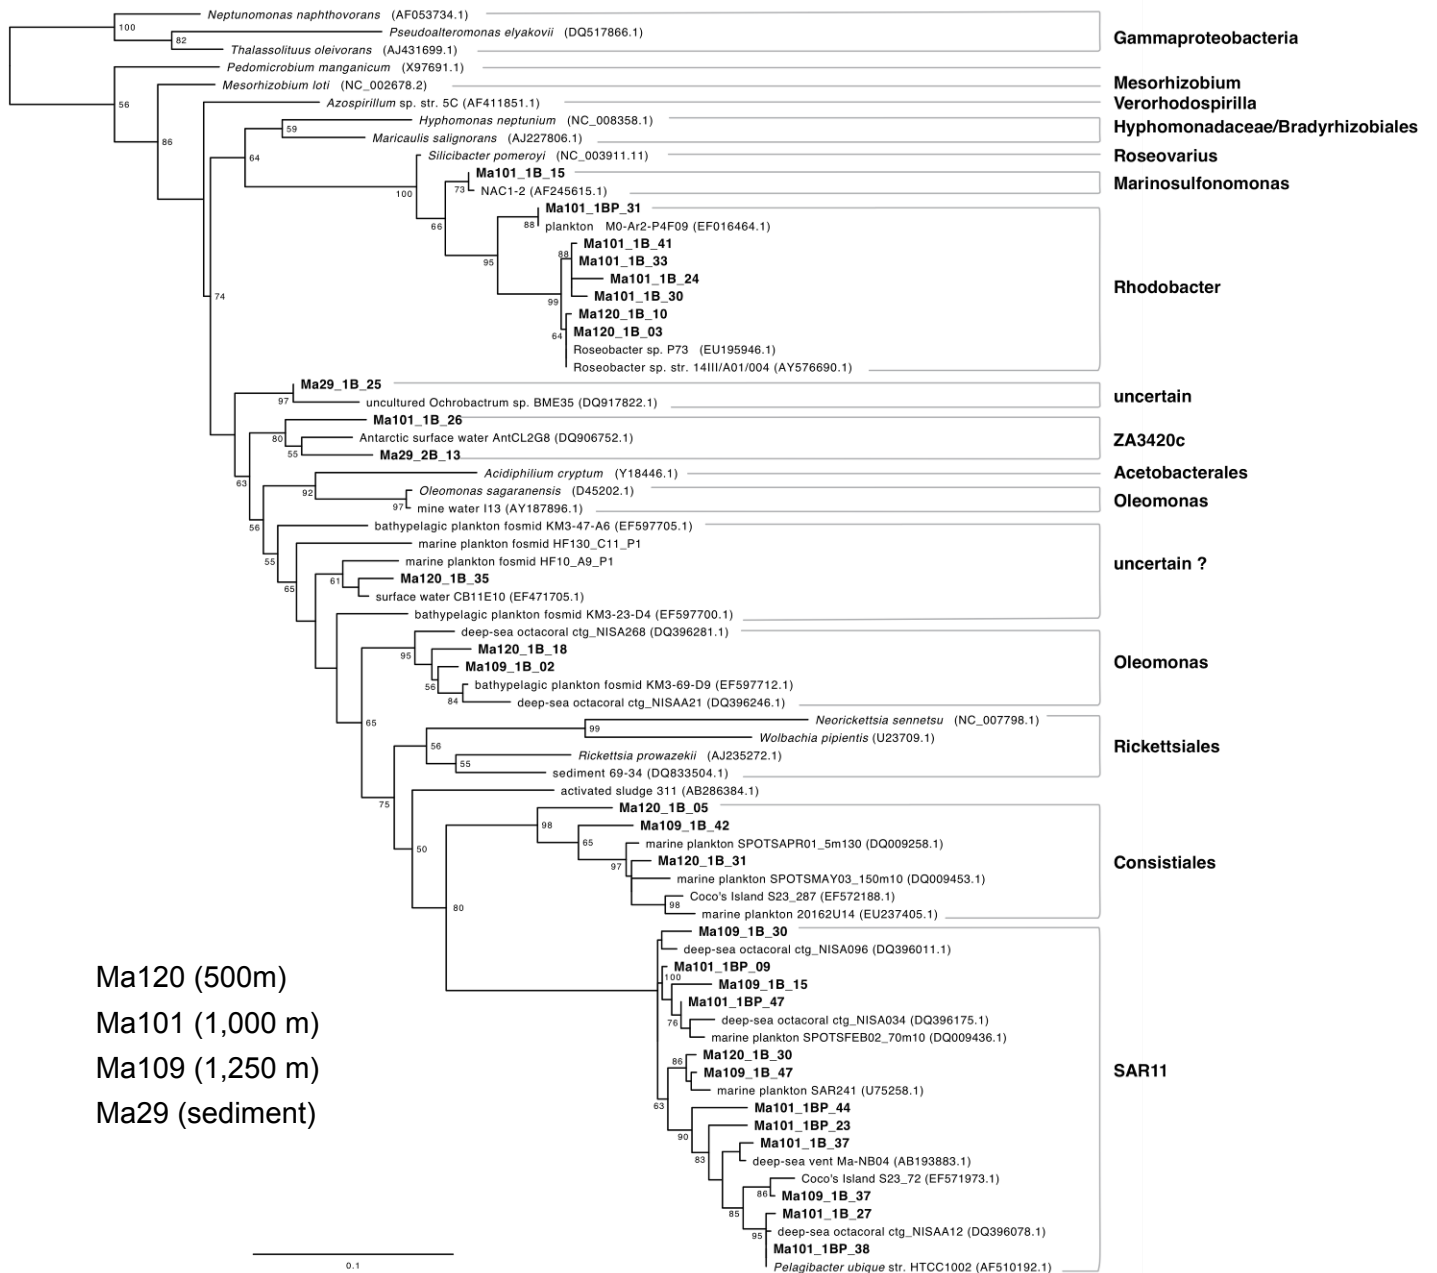 Neptunomonas naphthovorans (AF053734.1)
100
Pseudoalteromonas elyakovii (DQ517866.1)
Gammaproteobacteria
82
Thalassolituus oleivorans (AJ431699.1)
Pedomicrobium manganicum (X97691.1)
Mesorhizobium loti (NC_002678.2)
Mesorhizobium
56
Azospirillum sp. str. 5C (AF411851.1)
Verorhodospirilla
Hyphomonas neptunium (NC_008358.1)
59
Hyphomonadaceae/Bradyrhizobiales
Maricaulis salignorans (AJ227806.1)
86
64
Silicibacter pomeroyi (NC_003911.11)
Roseovarius
Ma101_1B_15
100
73
NAC1-2 (AF245615.1)
Marinosulfonomonas
Ma101_1BP_31
66
88
plankton M0-Ar2-P4F09 (EF016464.1)
Ma101_1B_41
88
95
Ma101_1B_33
Ma101_1B_24
Rhodobacter
74
99
Ma101_1B_30
Ma120_1B_10
64
Ma120_1B_03
Roseobacter sp. P73 (EU195946.1)
Roseobacter sp. str. 14III/A01/004 (AY576690.1)
Ma29_1B_25
97
uncultured Ochrobactrum sp. BME35 (DQ917822.1)
uncertain
Ma101_1B_26
80
Antarctic surface water AntCL2G8 (DQ906752.1)
ZA3420c
55
Ma29_2B_13
63
Acidiphilium cryptum (Y18446.1)
Acetobacterales
92
Oleomonas sagaranensis (D45202.1)
Oleomonas
97
mine water I13 (AY187896.1)
56
bathypelagic plankton fosmid KM3-47-A6 (EF597705.1)
marine plankton fosmid HF130_C11_P1
55
marine plankton fosmid HF10_A9_P1
uncertain ?
65
61
Ma120_1B_35
surface water CB11E10 (EF471705.1)
bathypelagic plankton fosmid KM3-23-D4 (EF597700.1)
deep-sea octacoral ctg_NISA268 (DQ396281.1)
95
Ma120_1B_18
Ma109_1B_02
Oleomonas
56
bathypelagic plankton fosmid KM3-69-D9 (EF597712.1)
84
deep-sea octacoral ctg_NISAA21 (DQ396246.1)
65
Neorickettsia sennetsu (NC_007798.1)
99
Wolbachia pipientis (U23709.1)
56
Rickettsia prowazekii (AJ235272.1)
Rickettsiales
55
sediment 69-34 (DQ833504.1)
75
activated sludge 311 (AB286384.1)
Ma120_1B_05
98
Ma109_1B_42
65
marine plankton SPOTSAPR01_5m130 (DQ009258.1)
50
97
Ma120_1B_31
Consistiales
marine plankton SPOTSMAY03_150m10 (DQ009453.1)
Coco's Island S23_287 (EF572188.1)
98
80
marine plankton 20162U14 (EU237405.1)
Ma109_1B_30
deep-sea octacoral ctg_NISA096 (DQ396011.1)
Ma101_1BP_09
100
Ma109_1B_15
Ma101_1BP_47
76
deep-sea octacoral ctg_NISA034 (DQ396175.1)
marine plankton SPOTSFEB02_70m10 (DQ009436.1)
86
Ma120_1B_30
Ma109_1B_47
SAR11
marine plankton SAR241 (U75258.1)
63
Ma101_1BP_44
Ma101_1BP_23
90
Ma101_1B_37
83
deep-sea vent Ma-NB04 (AB193883.1)
Coco's Island S23_72 (EF571973.1)
86
Ma109_1B_37
85
Ma101_1B_27
95
deep-sea octacoral ctg_NISAA12 (DQ396078.1)
Ma101_1BP_38
Pelagibacter ubique str. HTCC1002 (AF510192.1)
Ma120 (500m)
Ma101 (1,000 m)
Ma109 (1,250 m)
Ma29 (sediment)
0.1